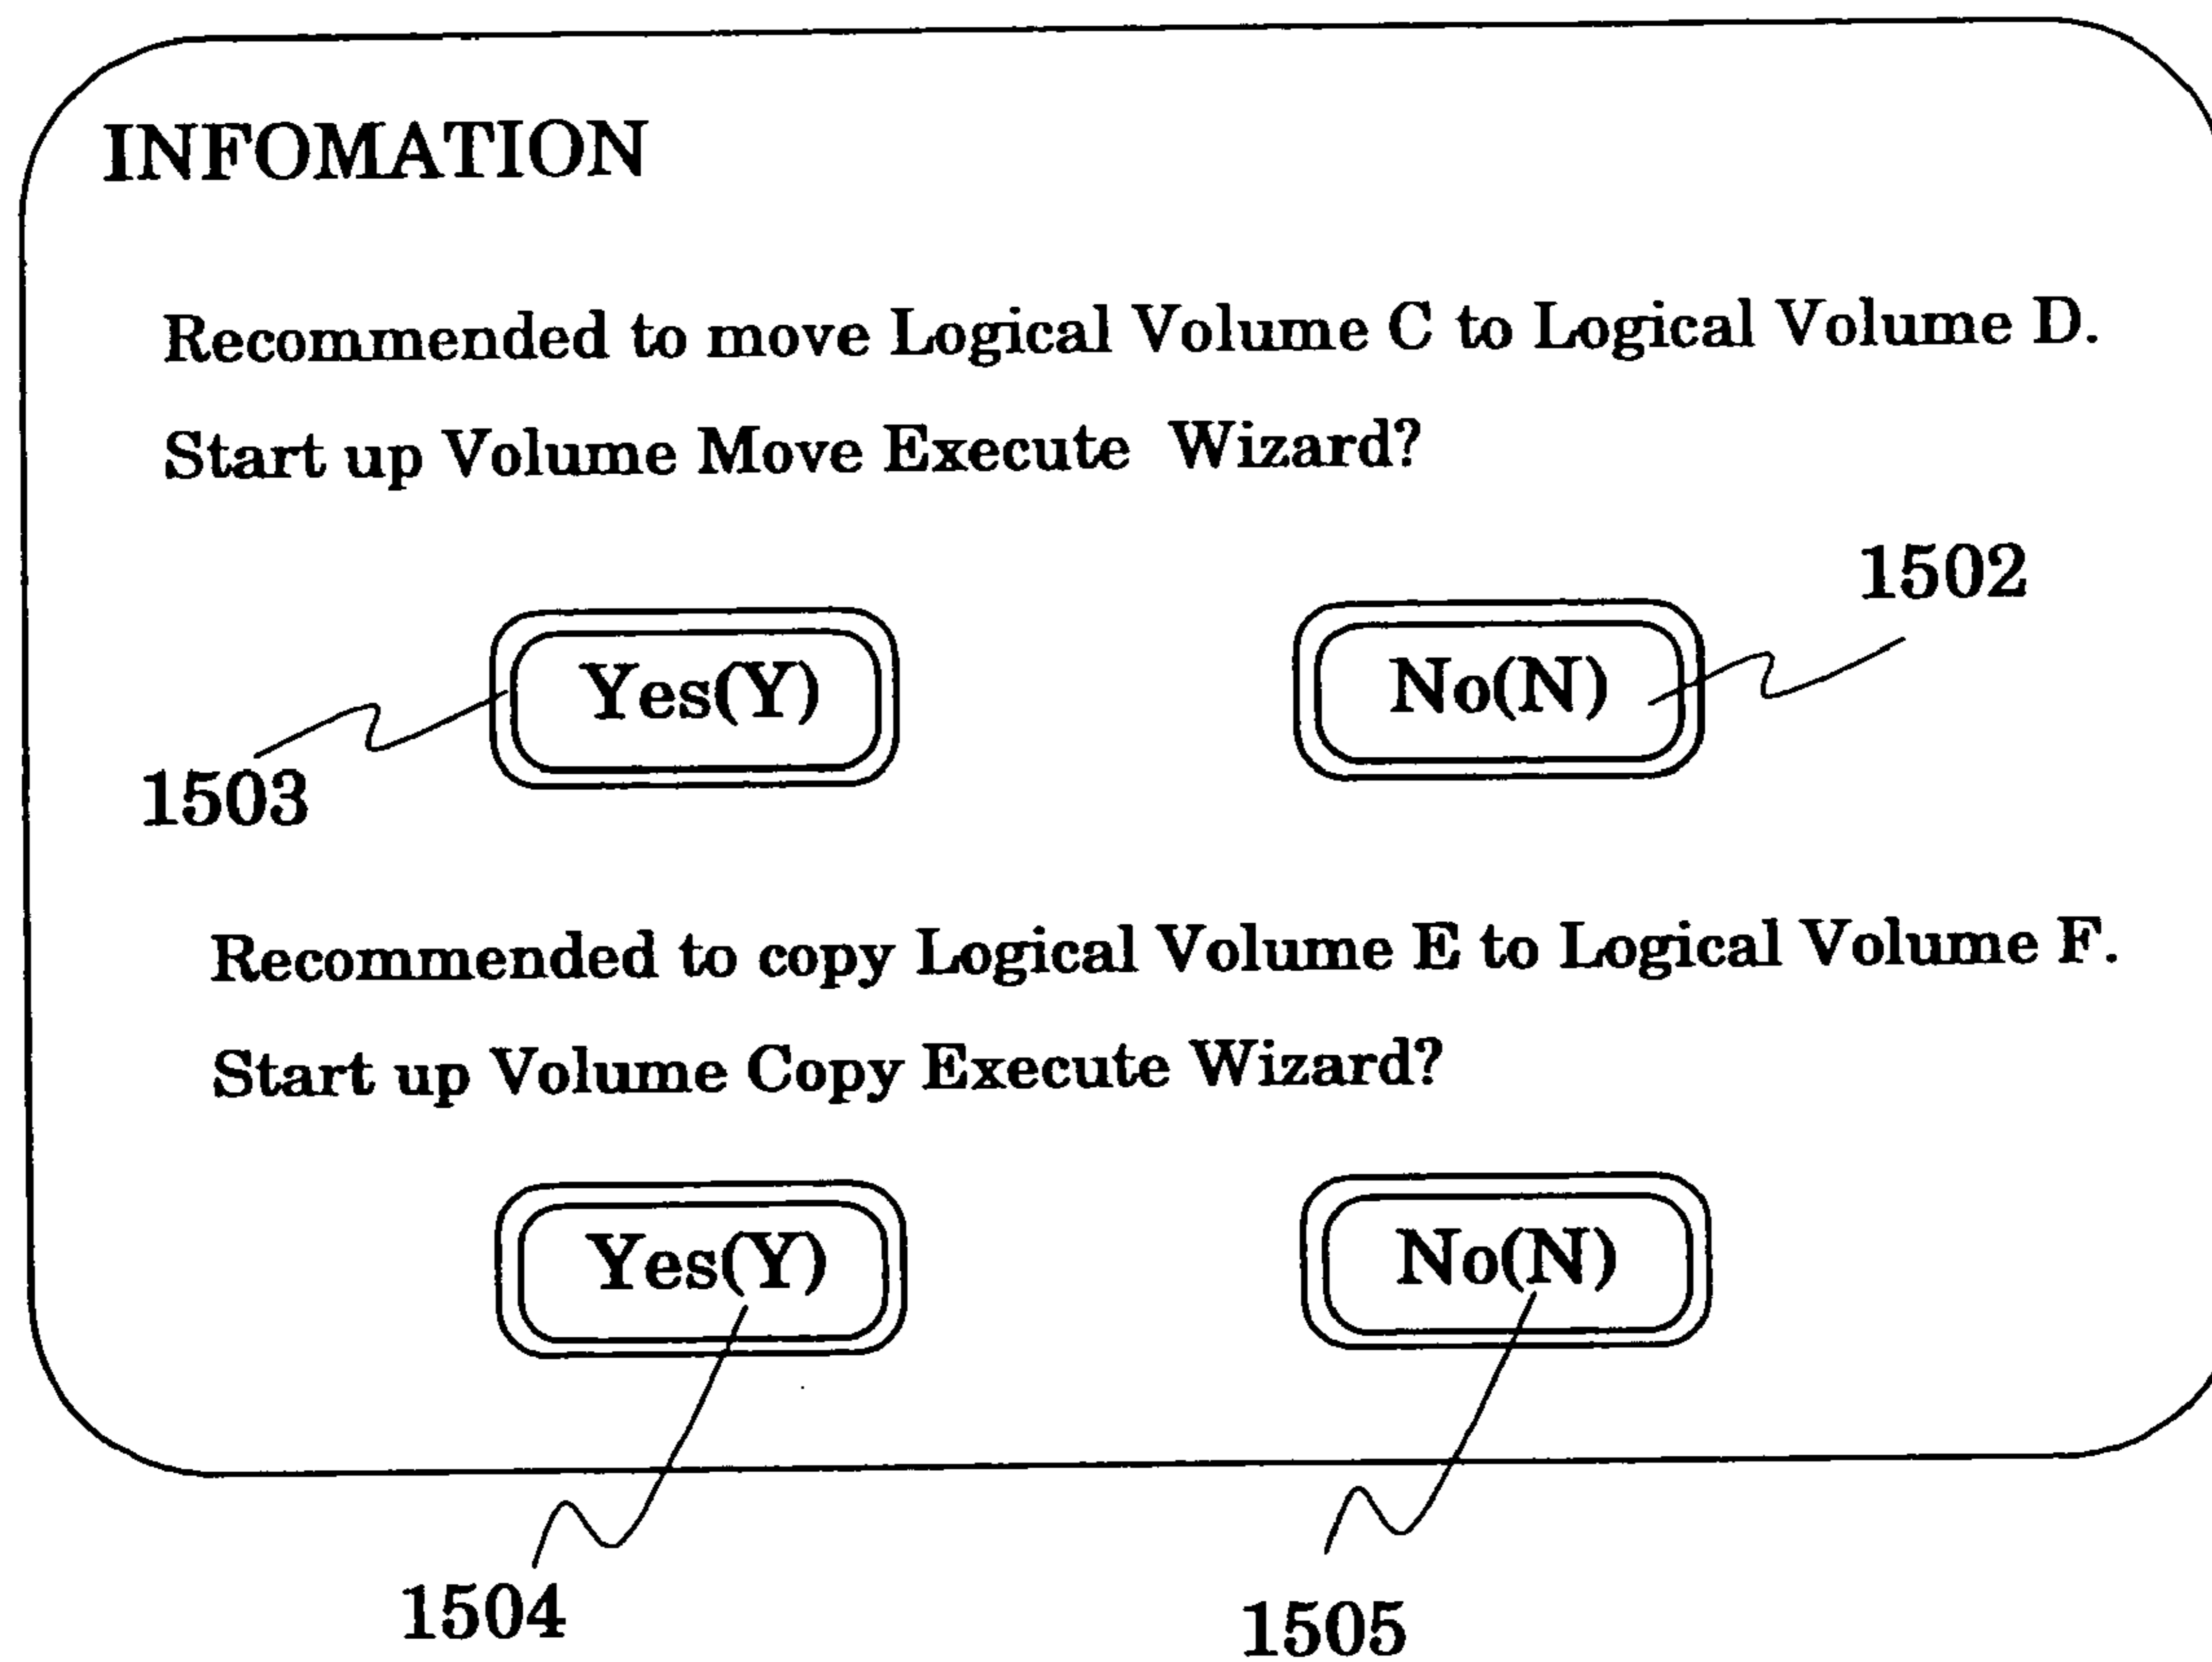 INFOMATION
Recommended to move Logical Volume C to Logical Volume D.
Start up Volume Move Execute Wizard?
1502
Yes(Y)
No(N)
1503
Recommended to copy Logical Volume E to Logical Volume F.
Start up Volume Copy Execute Wizard?
Yes(Y)
No(N)
1504
1505